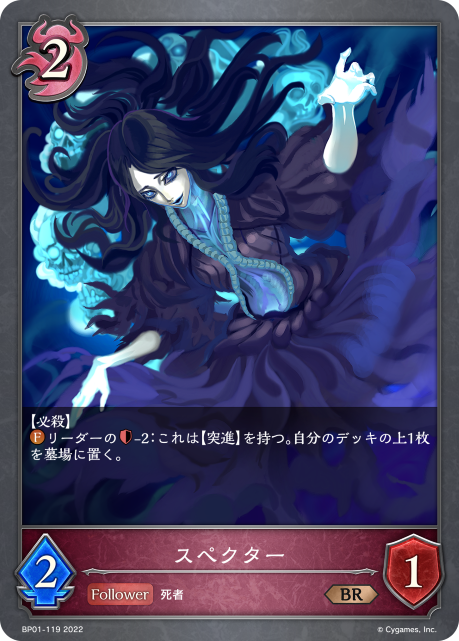 2
【必殺】
F リーダーの-2:これは【突進】を持つ。自分のデッキの上1枚
を墓場に置く。
スペクター
2
Follower 死者
BR
1
BP01-119 2022
© Cygames, Inc.